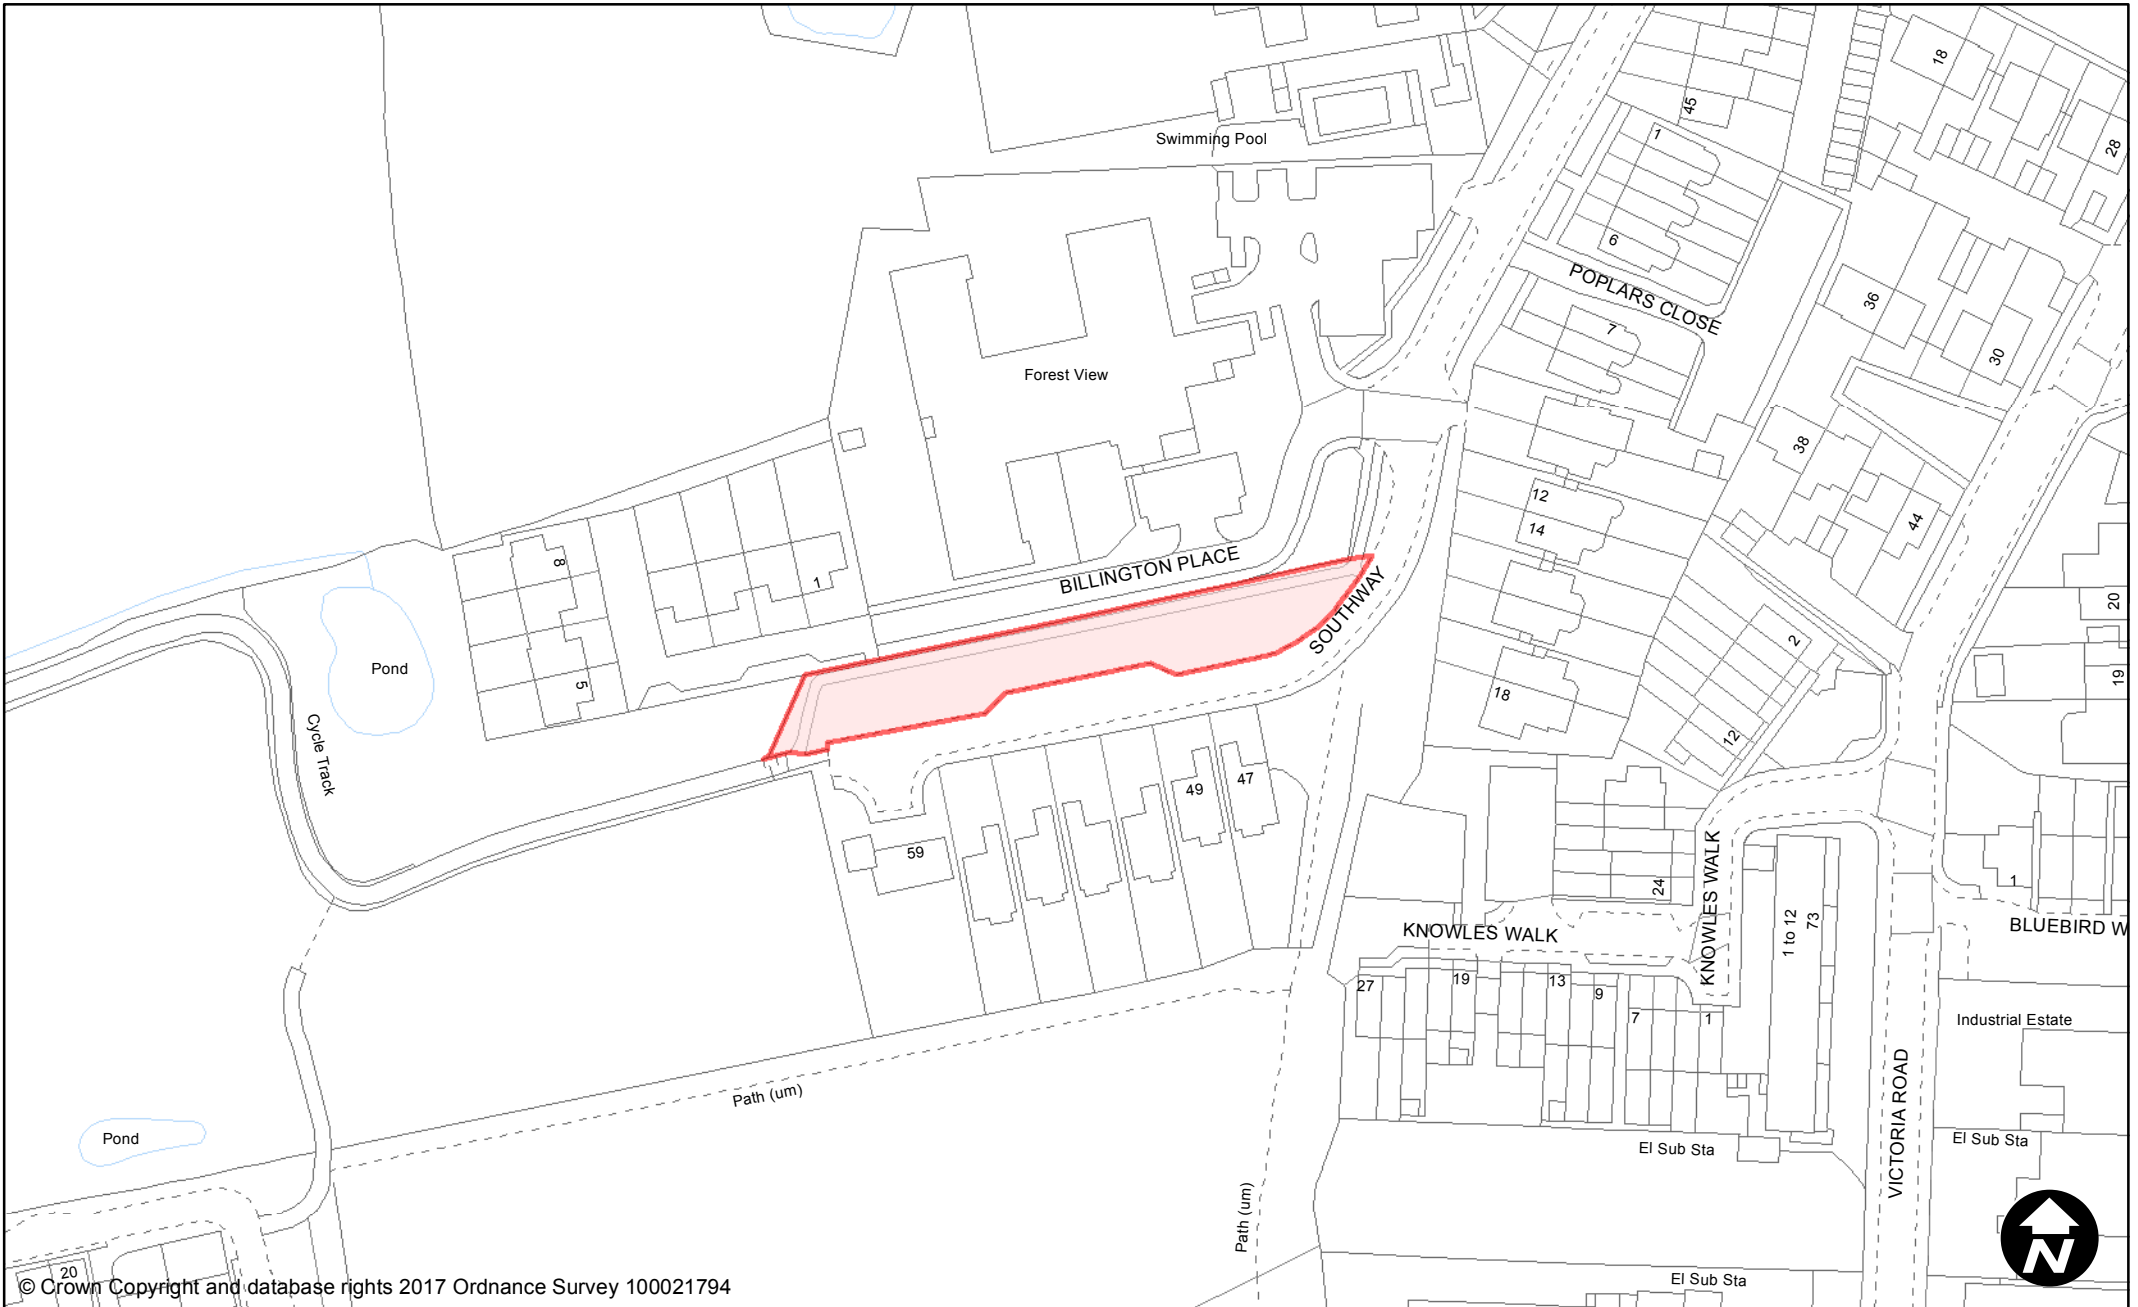 18
45
Swimming Pool
1
28
6
POPLARS CLOSE
36
7
30
Forest View
38
12
14
44
8
1
BILLINGTON PLACE
SOUTHWAY
20
2
Pond
5
19
18
Cycle Track
12
49
47
59
24
1
KNOWLES WALK
KNOWLES WALK
1 to 12
73
BLUEBIRD W
27
19
13
9
7
1
Industrial Estate
Path (um)
VICTORIA ROAD
Pond
El Sub Sta
El Sub Sta
Path (um)
N
20
El Sub Sta
© Crown Copyright and database rights 2017 Ordnance Survey 100021794